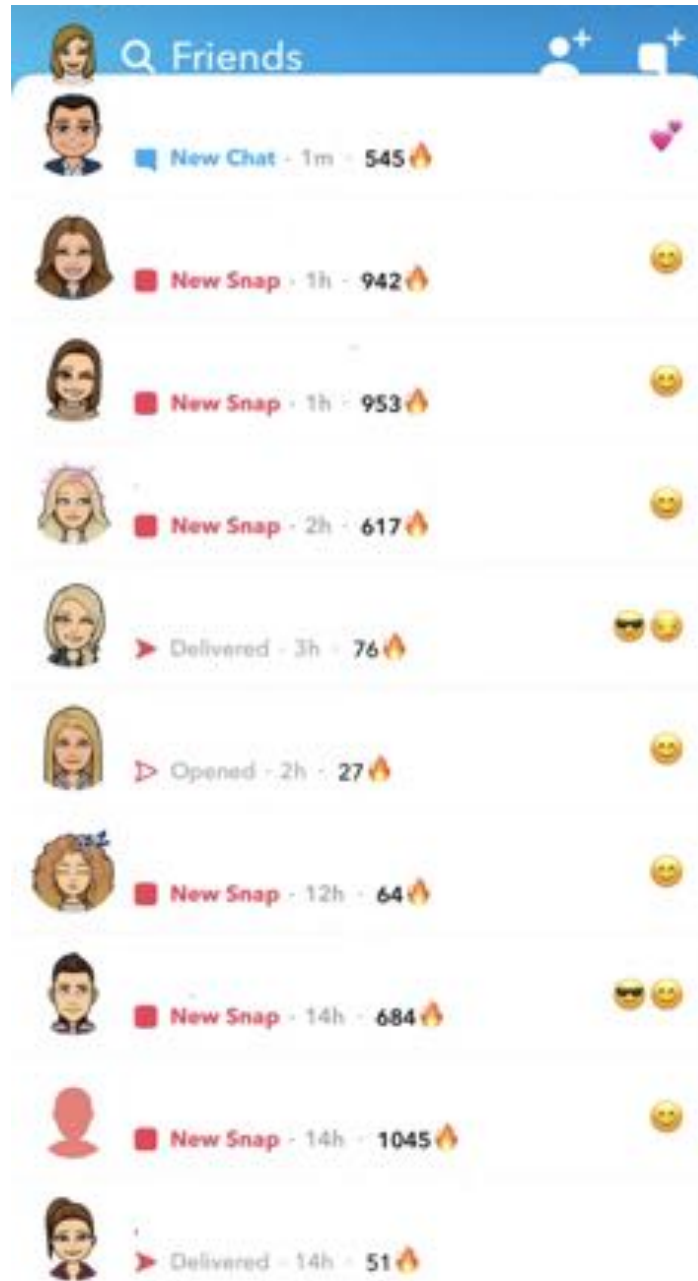 Friends
New Chat · 1m · 545🔥 💕
New Snap · 1h · 942🔥 😊
New Snap · 1h · 953🔥 😊
New Snap · 2h · 617🔥 😊
Delivered · 3h · 76🔥 😎😏
Opened · 2h · 27🔥 😊
New Snap · 12h · 64🔥 😊
New Snap · 14h · 684🔥 😎😊
New Snap · 14h · 1045🔥 😊
Delivered · 14h · 51🔥